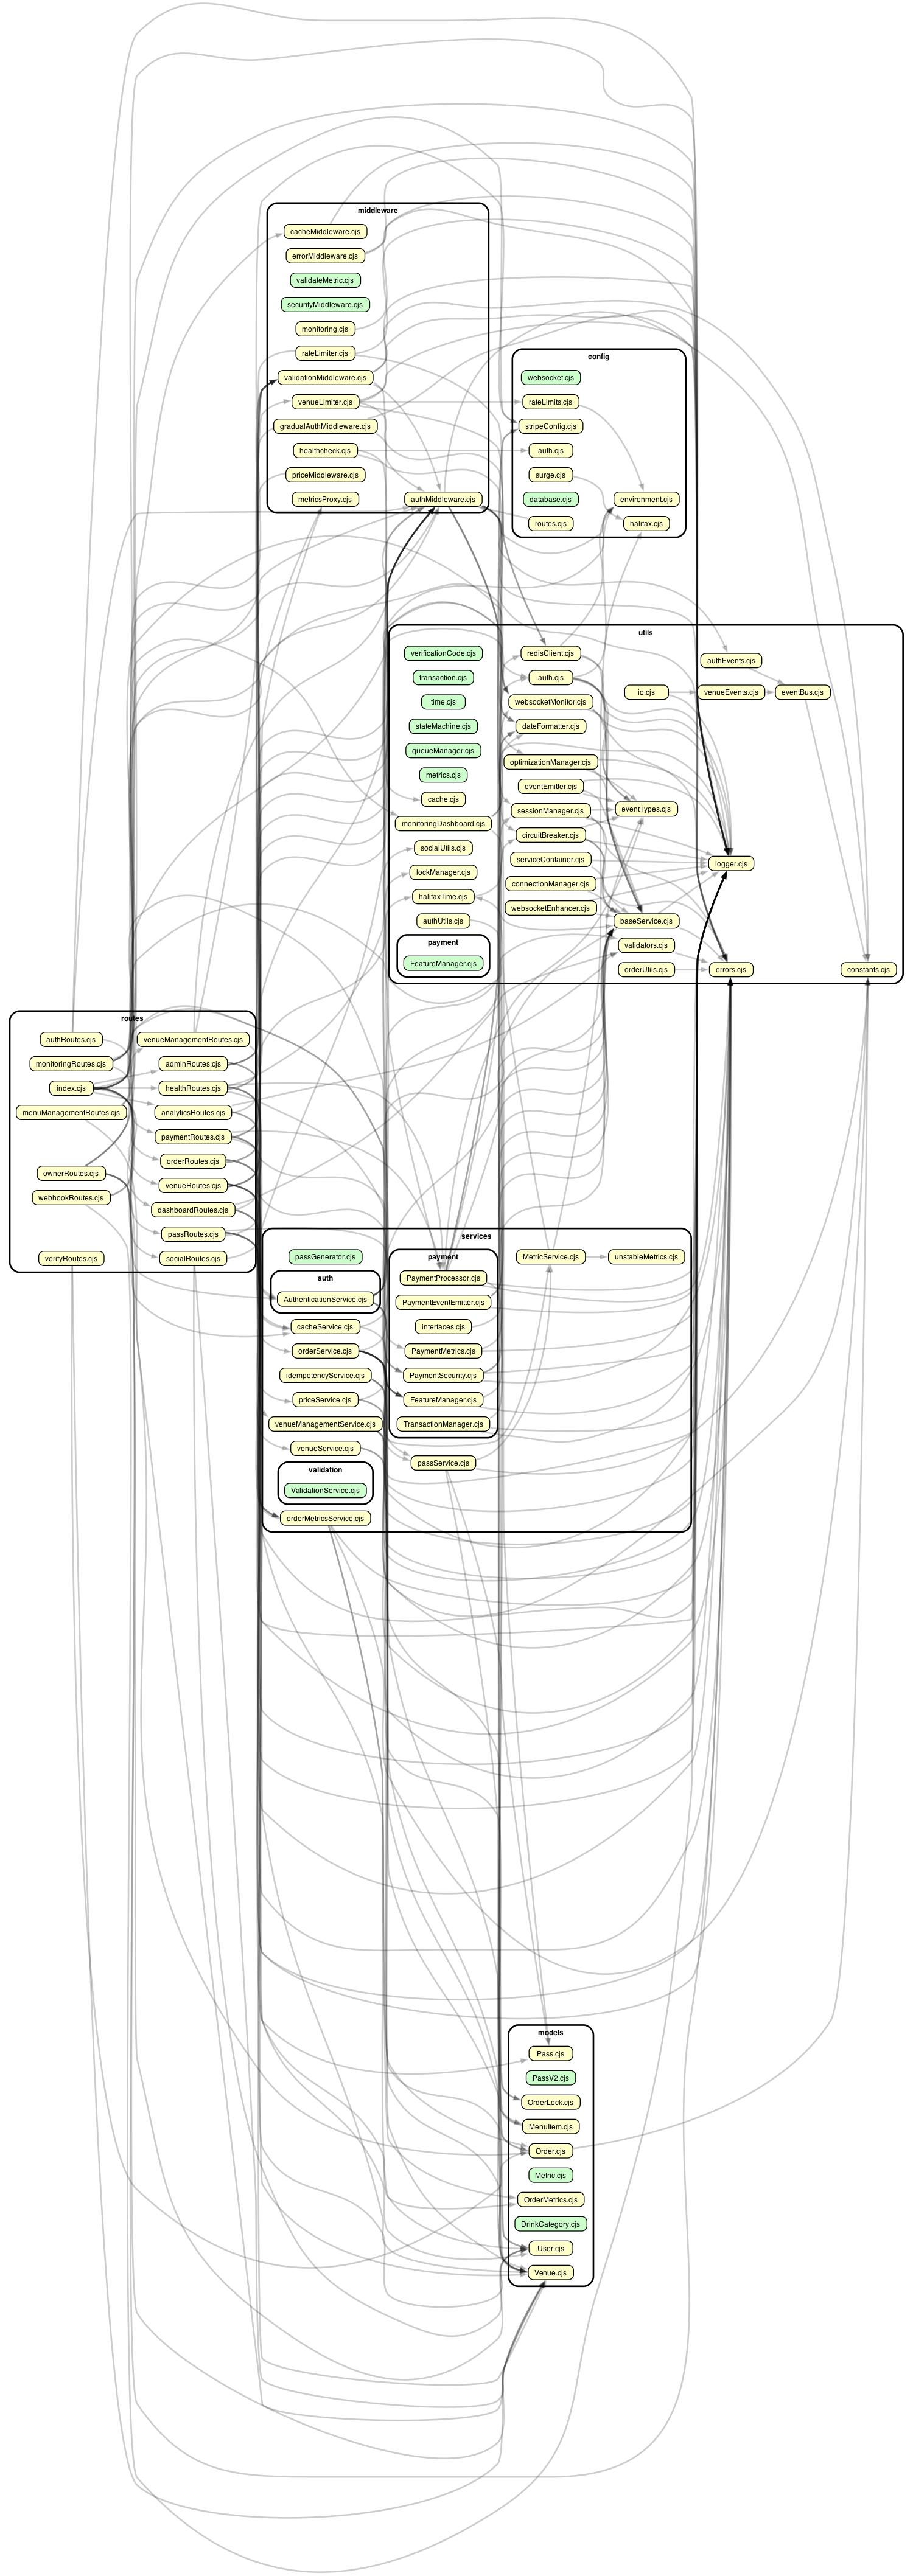 middleware
cacheMiddleware.cjs
errorMiddleware.cjs
validateMetric.cjs
securityMiddleware.cjs
monitoring.cjs
rateLimiter.cjs
validationMiddleware.cjs
venueLimiter.cjs
gradualAuthMiddleware.cjs
healthcheck.cjs
priceMiddleware.cjs
metricsProxy.cjs
authMiddleware.cjs
config
websocket.cjs
rateLimits.cjs
stripeConfig.cjs
auth.cjs
surge.cjs
database.cjs
routes.cjs
environment.cjs
halifax.cjs
utils
verificationCode.cjs
transaction.cjs
time.cjs
stateMachine.cjs
queueManager.cjs
metrics.cjs
cache.cjs
monitoringDashboard.cjs
socialUtils.cjs
lockManager.cjs
halifaxTime.cjs
authUtils.cjs
payment
FeatureManager.cjs
redisClient.cjs
auth.cjs
websocketMonitor.cjs
dateFormatter.cjs
optimizationManager.cjs
eventEmitter.cjs
sessionManager.cjs
circuitBreaker.cjs
serviceContainer.cjs
connectionManager.cjs
websocketEnhancer.cjs
io.cjs
eventTypes.cjs
baseService.cjs
validators.cjs
orderUtils.cjs
authEvents.cjs
venueEvents.cjs
eventBus.cjs
logger.cjs
errors.cjs
constants.cjs
routes
authRoutes.cjs
monitoringRoutes.cjs
index.cjs
menuManagementRoutes.cjs
ownerRoutes.cjs
webhookRoutes.cjs
verifyRoutes.cjs
venueManagementRoutes.cjs
adminRoutes.cjs
healthRoutes.cjs
analyticsRoutes.cjs
paymentRoutes.cjs
orderRoutes.cjs
venueRoutes.cjs
dashboardRoutes.cjs
passRoutes.cjs
socialRoutes.cjs
services
passGenerator.cjs
auth
AuthenticationService.cjs
cacheService.cjs
orderService.cjs
idempotencyService.cjs
priceService.cjs
venueManagementService.cjs
venueService.cjs
validation
ValidationService.cjs
orderMetricsService.cjs
payment
PaymentProcessor.cjs
PaymentEventEmitter.cjs
interfaces.cjs
PaymentMetrics.cjs
PaymentSecurity.cjs
FeatureManager.cjs
TransactionManager.cjs
passService.cjs
MetricService.cjs
unstableMetrics.cjs
models
Pass.cjs
PassV2.cjs
OrderLock.cjs
MenuItem.cjs
Order.cjs
Metric.cjs
OrderMetrics.cjs
DrinkCategory.cjs
User.cjs
Venue.cjs